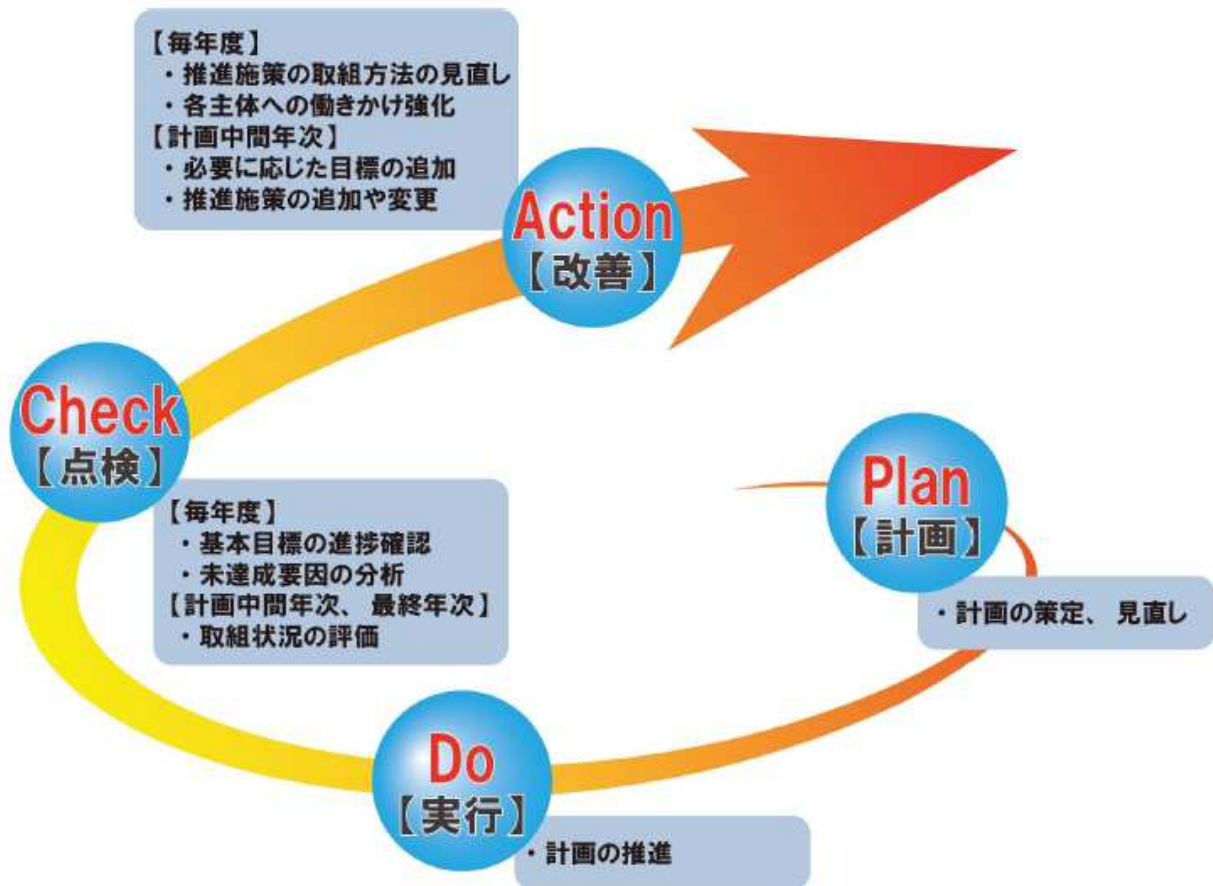 【毎年度】
・推進施策の取組方法の見直し
・各主体への働きかけ強化
【計画中間年次】
・必要に応じた目標の追加
・推進施策の追加や変更
Action
【改善】
Check
【点検】
【毎年度】
・基本目標の進捗確認
・未達成要因の分析
【計画中間年次、最終年次】
・取組状況の評価
Plan
【計画】
・計画の策定、見直し
Do
【実行】
・計画の推進